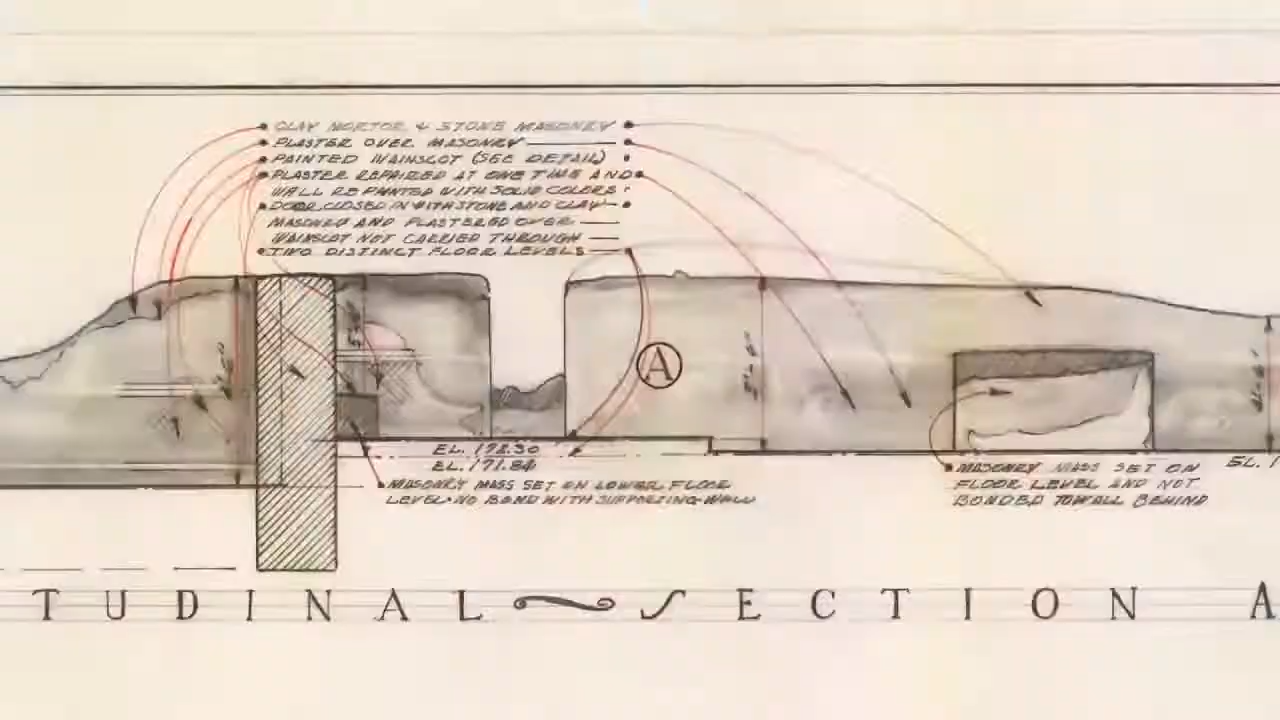 CLAY MORTOR & STONE MASONRY
PLASTER OVER MASONRY
PAINTED WAINSCOT (SEE DETAIL)
PLASTER REPAIRED AT ONE TIME AND
WALL REPAINTED WITH SOLID COLORS
DOOR CLOSED IN WITH STONE AND CLAY
MASONRY AND PLASTERED OVER
WAINSCOT NOT CARRIED THROUGH
TWO DISTINCT FLOOR LEVELS
A
EL. 171.84
MASONRY MASS SET ON LOWER FLOOR
LEVEL-NO BOND WITH SUPPORTING WALL
MASONRY MASS SET ON
FLOOR LEVEL AND NOT
BONDED TO WALL BEHIND
EL. 1
TUDINAL SECTION A